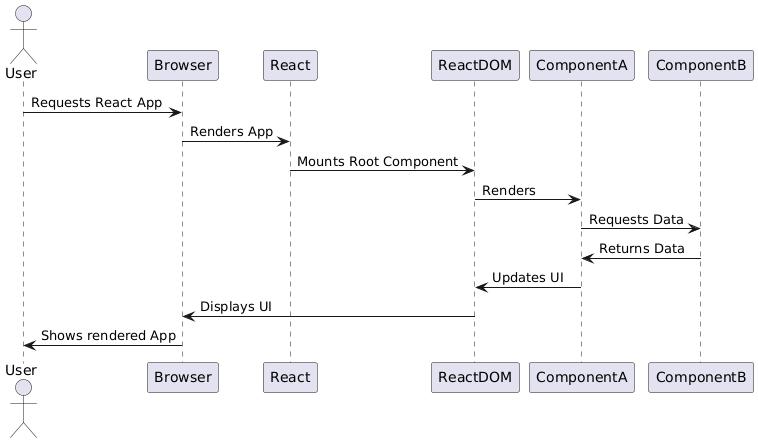 User
Browser
React
ReactDOM
ComponentA
ComponentB
Requests React App
Renders App
Mounts Root Component
Renders
Requests Data
Returns Data
Updates UI
Displays UI
Shows rendered App
User
Browser
React
ReactDOM
ComponentA
ComponentB